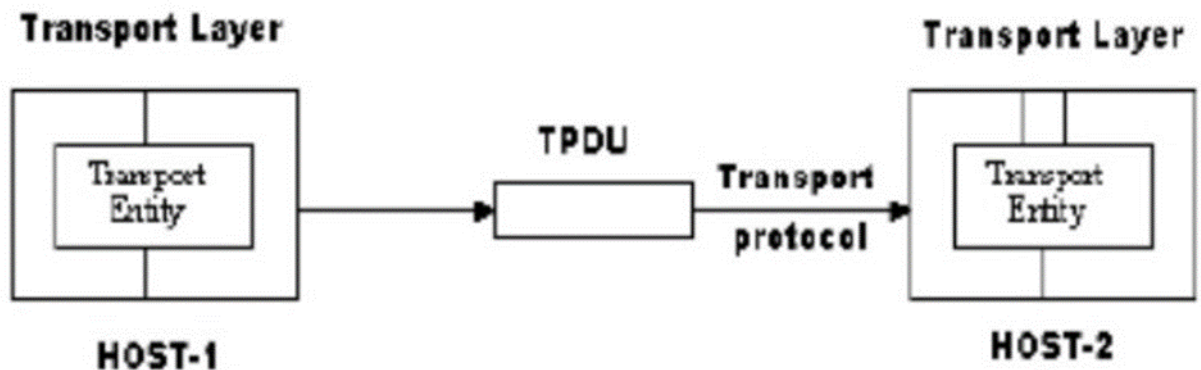 Transport Layer
Transport Layer
TPDU
Transport
Entity
Transport
protocol
Transport
Entity
HOST-1
HOST-2